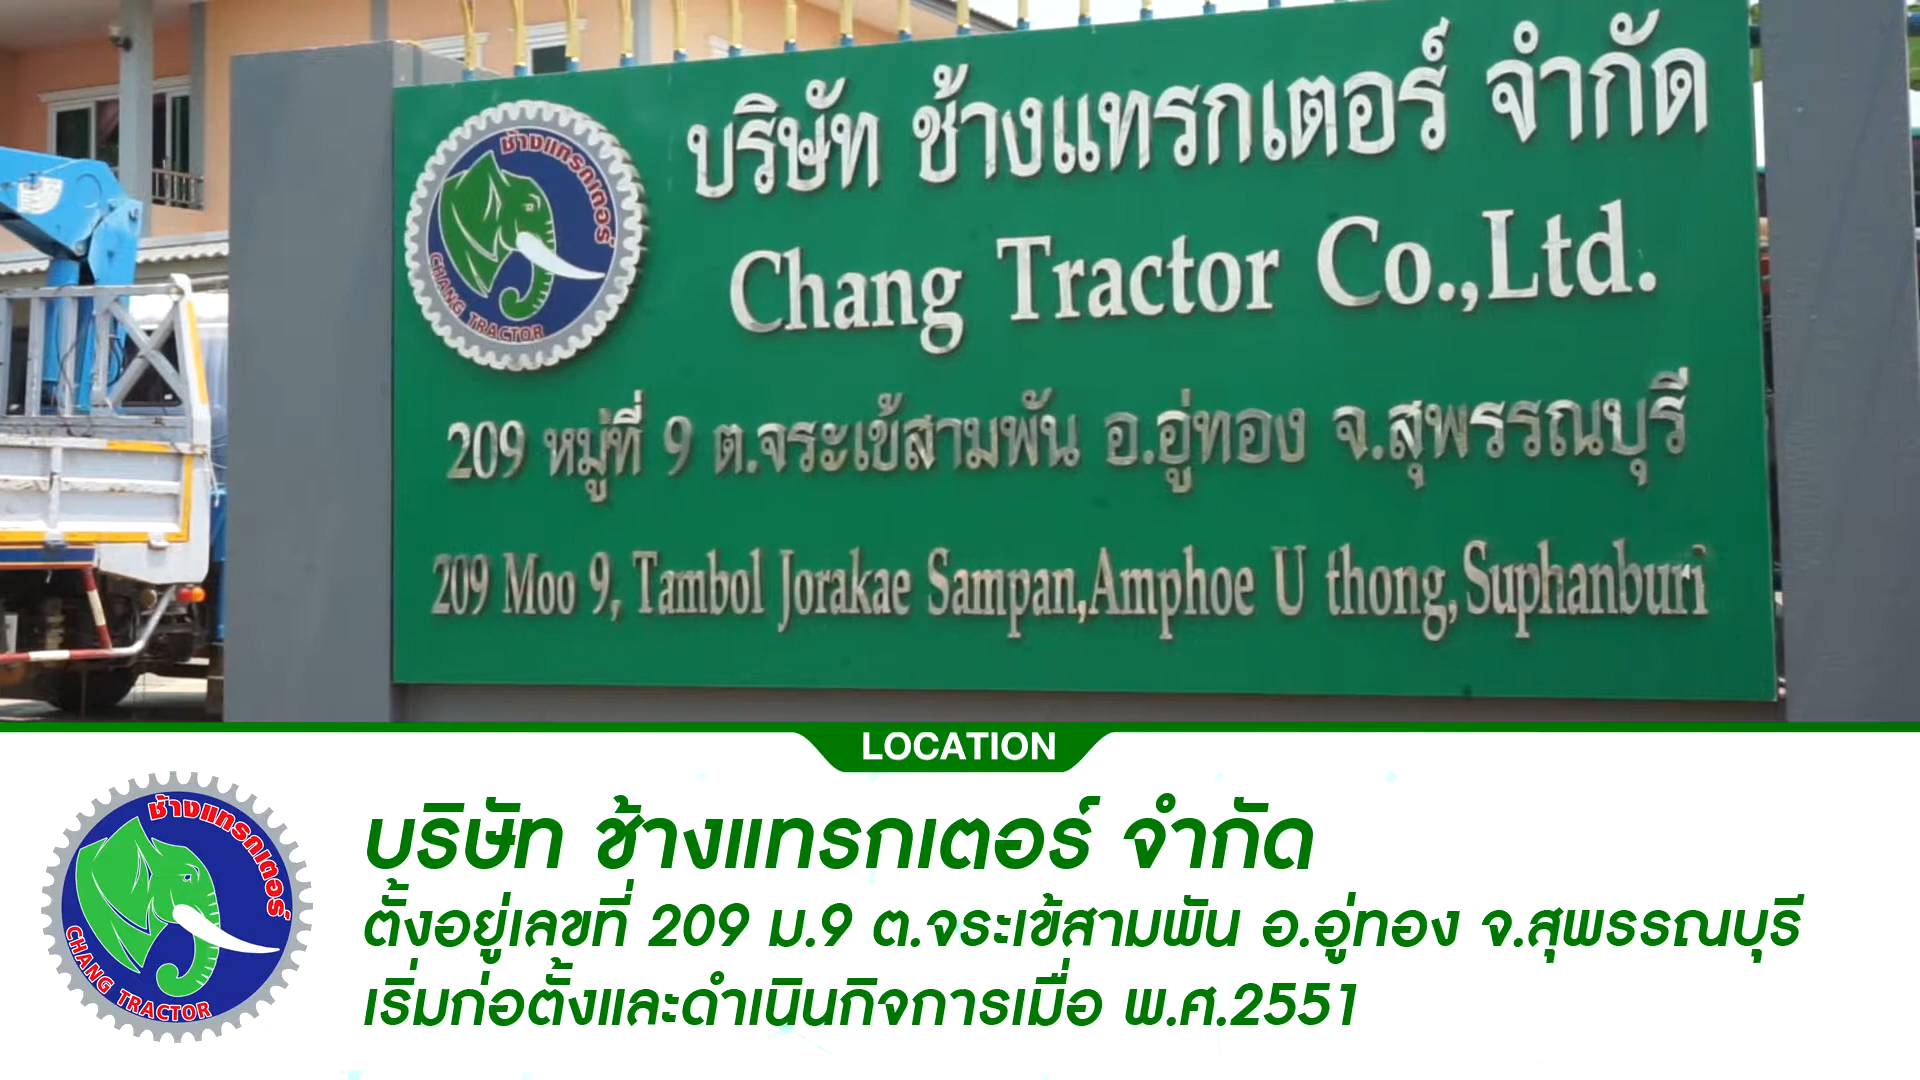 ช้างแทรกเตอร์
CHANG TRACTOR
บริษัท ช้างแทรกเตอร์ จำกัด
Chang Tractor Co.,Ltd.
209 หมู่ที่ 9 ต.จระเข้สามพัน อ.อู่ทอง จ.สุพรรณบุรี
209 Moo 9, Tambol Jorakae Sampan,Amphoe U thong,Suphanburi
LOCATION
ช้างแทรกเตอร์
CHANG TRACTOR
บริษัท ช้างแทรกเตอร์ จำกัด
ตั้งอยู่เลขที่ 209 ม.9 ต.จระเข้สามพัน อ.อู่ทอง จ.สุพรรณบุรี
เริ่มก่อตั้งและดำเนินกิจการเมื่อ พ.ศ.2551